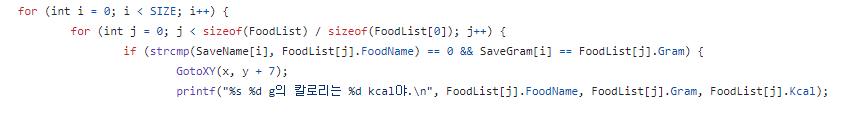 for (int i = 0; i < SIZE; i++) {
for (int j = 0; j < sizeof(FoodList) / sizeof(FoodList[0]); j++) {
if (strcmp(SaveName[i], FoodList[j].FoodName) == 0 && SaveGram[i] == FoodList[j].Gram) {
GotoXY(x, y + 7);
printf("%s %d g의 칼로리는 %d kcal야.\n", FoodList[j].FoodName, FoodList[j].Gram, FoodList[j].Kcal);